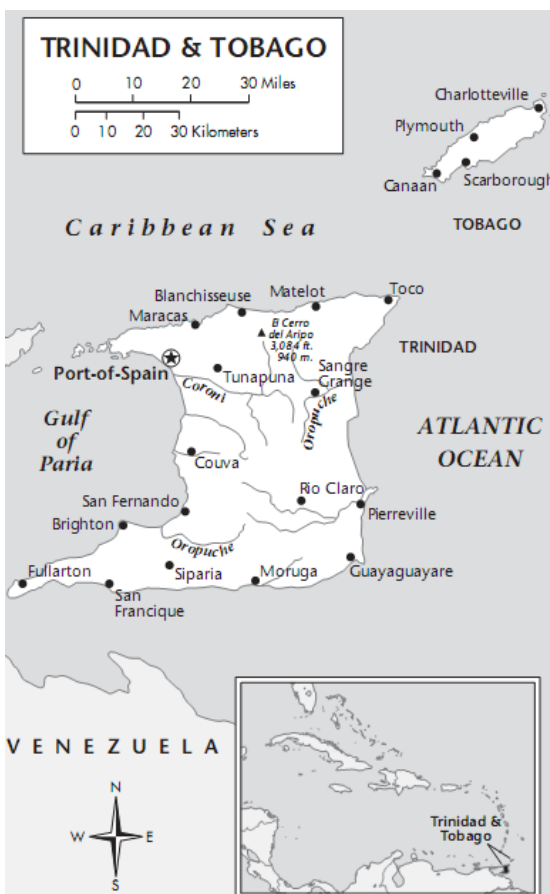 TRINIDAD & TOBAGO
0 10 20 30 Miles
0 10 20 30 Kilometers
Charlotteville
Plymouth
Canaan
Scarborough
TOBAGO
Caribbean Sea
Toco
Matelot
Blanchisseuse
Maracas
El Cerro
del Aripo
3,084 ft.
940 m.
TRINIDAD
Port-of-Spain
Tunapuna
Sangre
Grange
Coroni
Oropuche
Gulf
of
Paria
ATLANTIC
OCEAN
Couva
San Fernando
Rio Claro
Pierreville
Brighton
Oropuche
Fullarton
Siparia
Moruga
Guayaguayare
San
Francique
VENEZUELA
N
W E
S
Trinidad &
Tobago